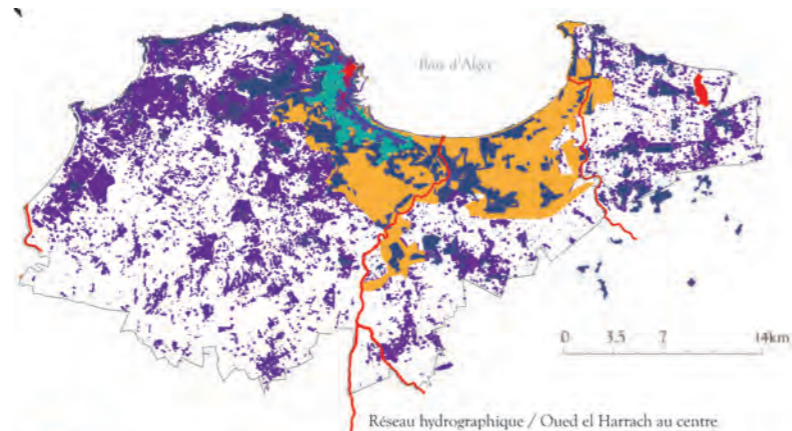 Baie d'Alger
0 3.5 7 14km
Réseau hydrographique / Oued el Harrach au centre